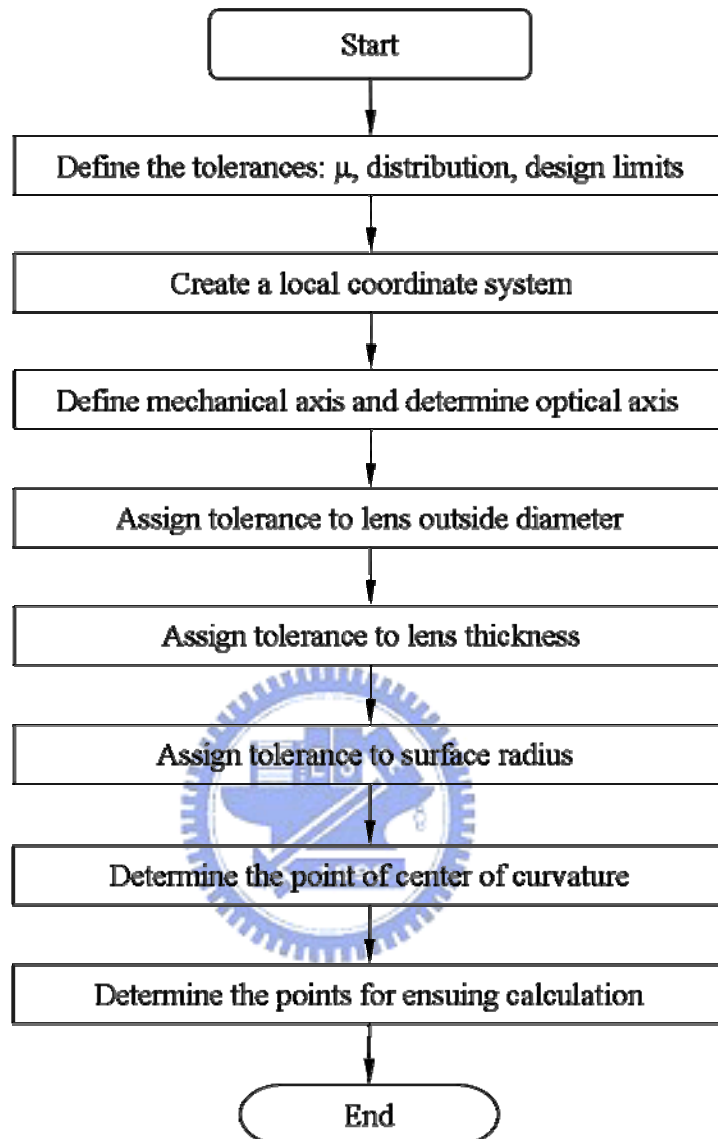 Start
Define the tolerances: μ, distribution, design limits
Create a local coordinate system
Define mechanical axis and determine optical axis
Assign tolerance to lens outside diameter
Assign tolerance to lens thickness
Assign tolerance to surface radius
Determine the point of center of curvature
Determine the points for ensuing calculation
End